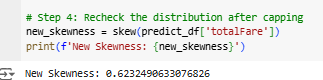 # Step 4: Recheck the distribution after capping
new_skewness = skew(predict_df['totalFare'])
print(f'New Skewness: {new_skewness}')
New Skewness: 0.6232490633076826